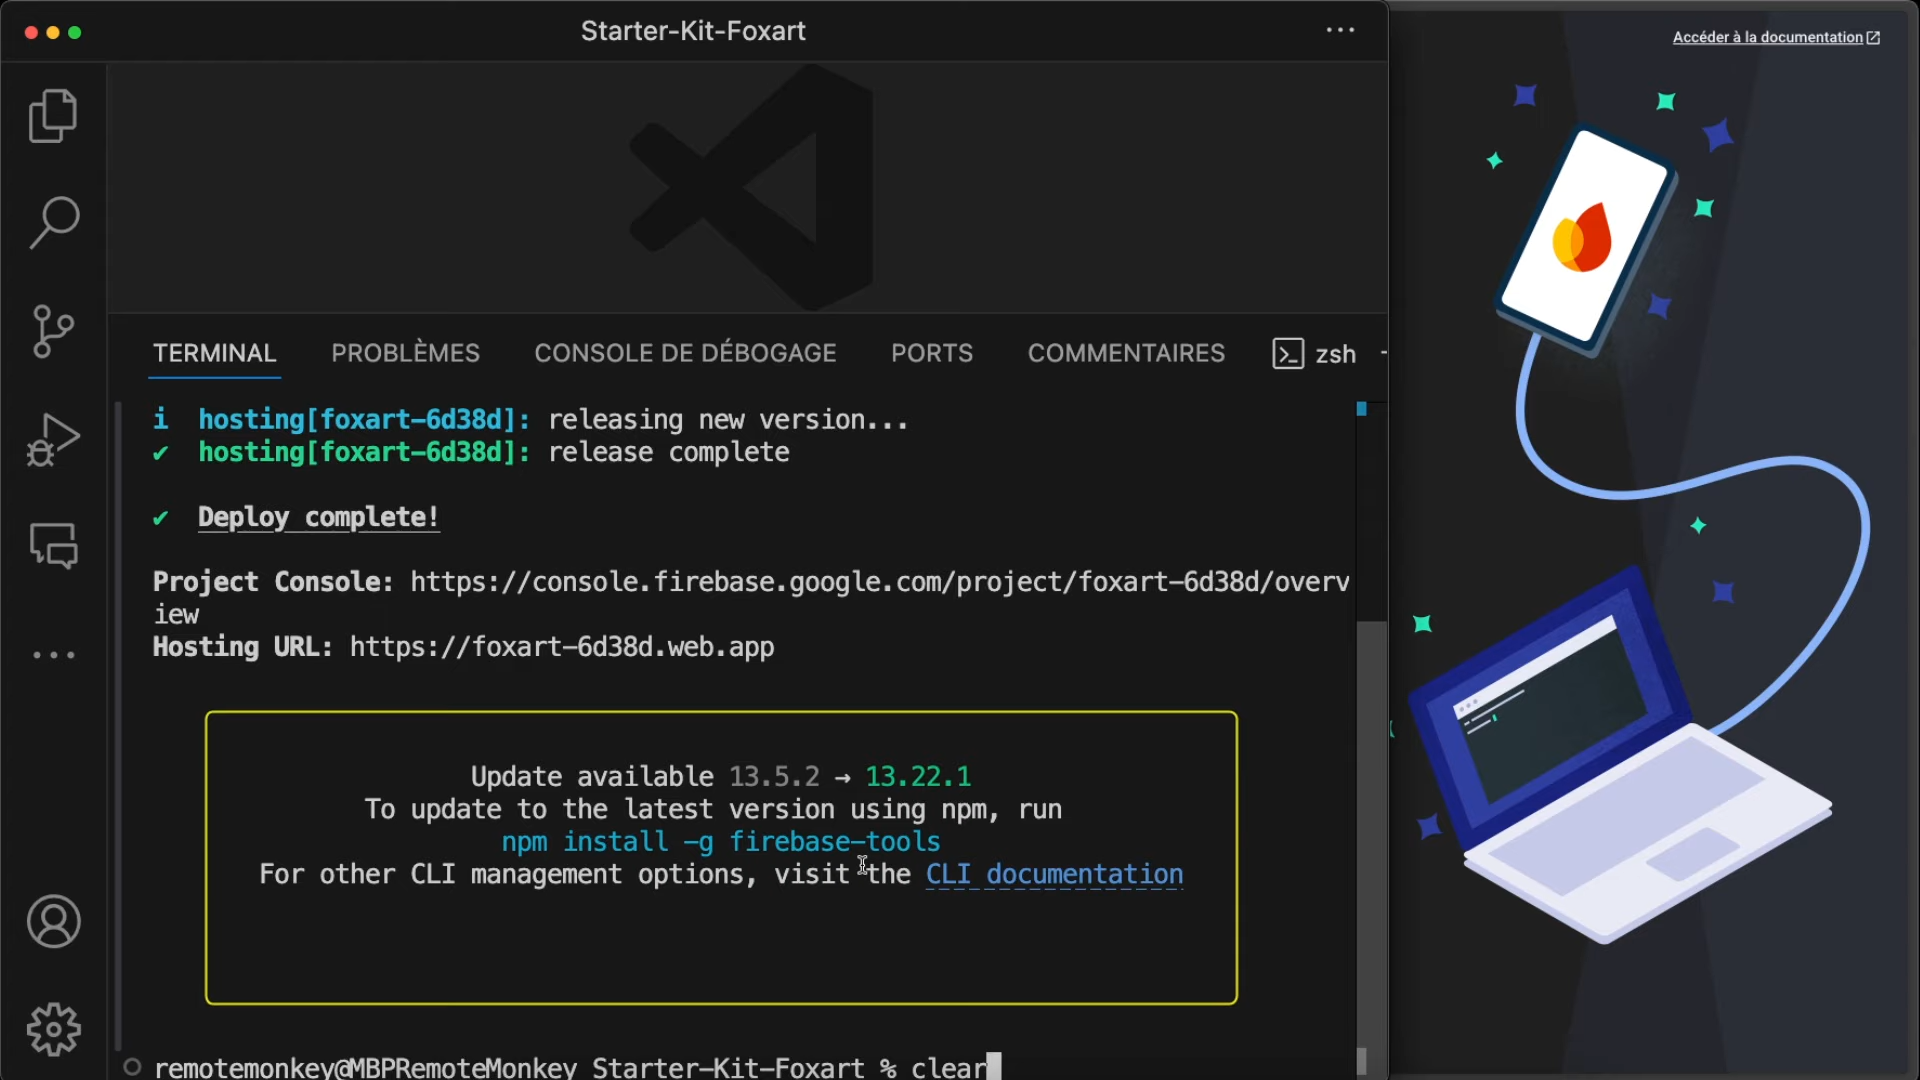 Starter-Kit-Foxart
Accéder à la documentation
TERMINAL PROBLÈMES CONSOLE DE DÉBOGAGE PORTS COMMENTAIRES zsh
i hosting[foxart-6d38d]: releasing new version...
✔ hosting[foxart-6d38d]: release complete
✔ Deploy complete!
Project Console: https://console.firebase.google.com/project/foxart-6d38d/overv
iew
Hosting URL: https://foxart-6d38d.web.app
Update available 13.5.2 → 13.22.1
To update to the latest version using npm, run
npm install -g firebase-tools
For other CLI management options, visit the CLI documentation
remotemonkey@MBPRemoteMonkey Starter-Kit-Foxart % clear